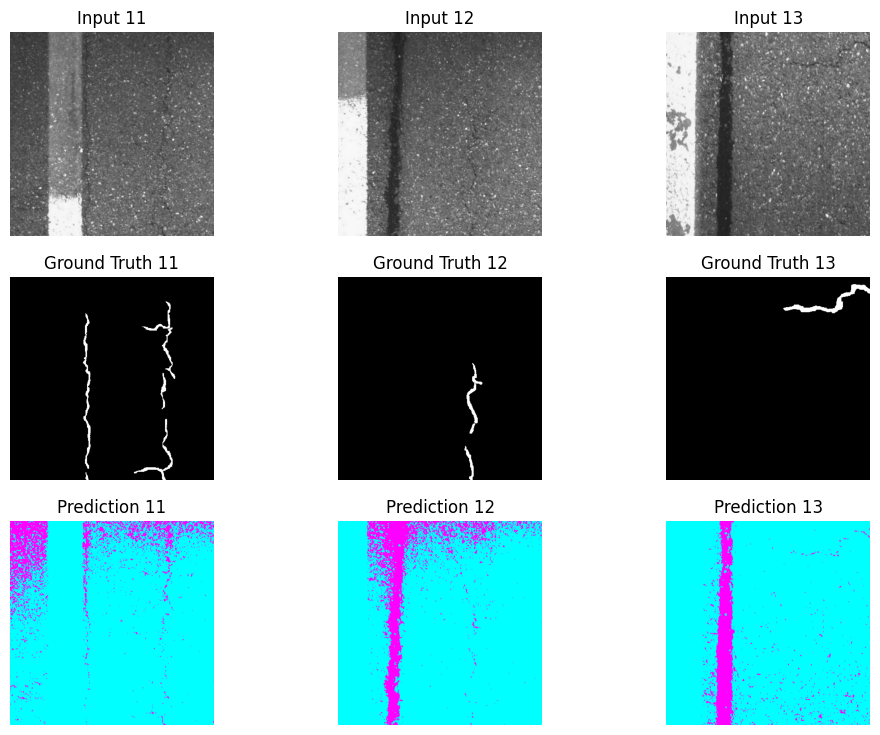 Input 11
Input 12
Input 13
Ground Truth 11
Ground Truth 12
Ground Truth 13
Prediction 11
Prediction 12
Prediction 13